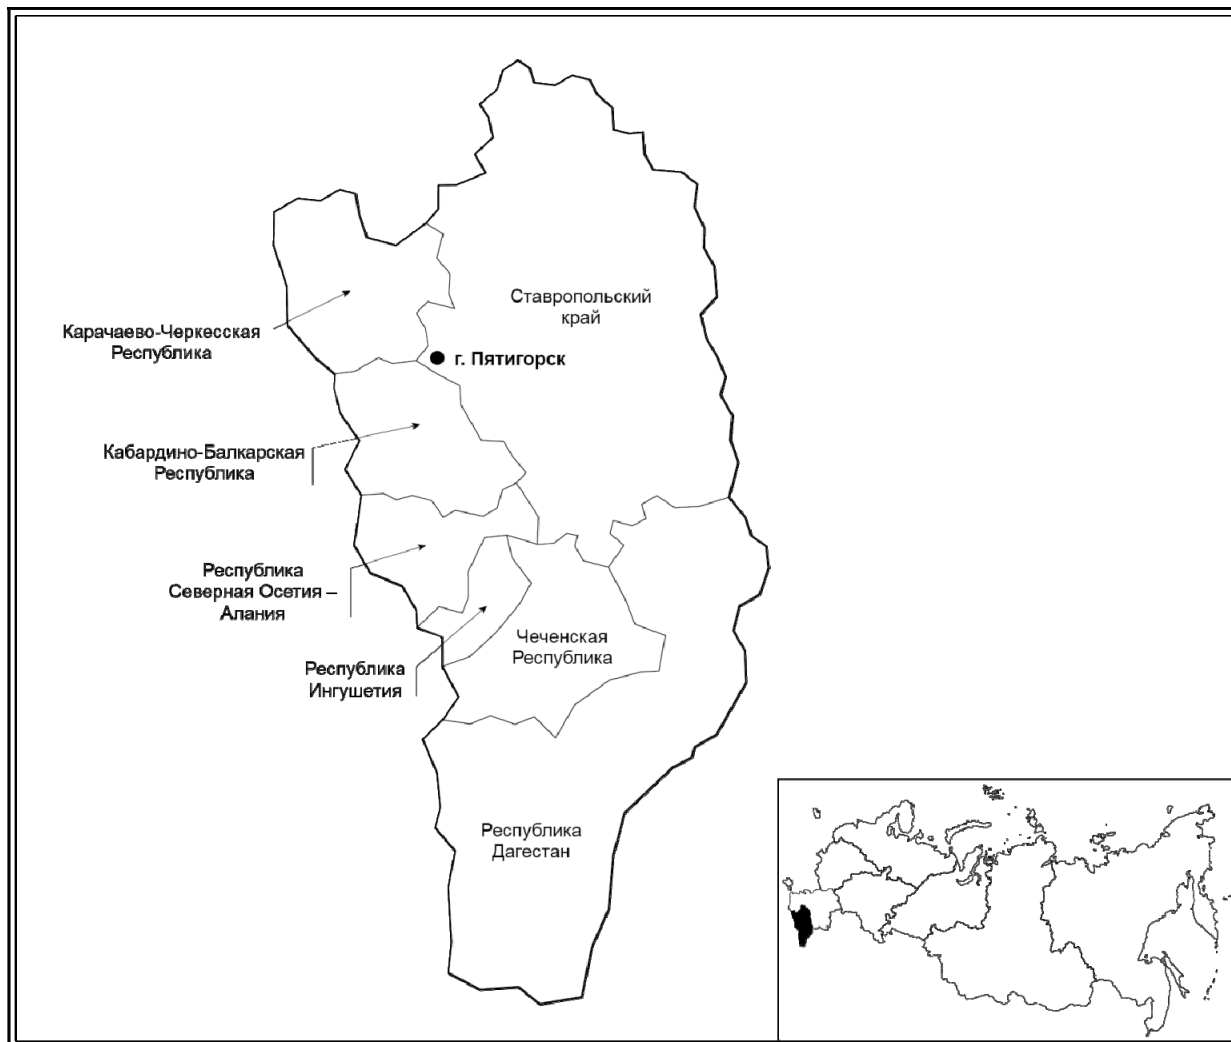 Ставропольский
край
Карачаево-Черкесская
Республика
г. Пятигорск
Кабардино-Балкарская
Республика
Республика
Северная Осетия –
Алания
Чеченская
Республика
Республика
Ингушетия
Республика
Дагестан